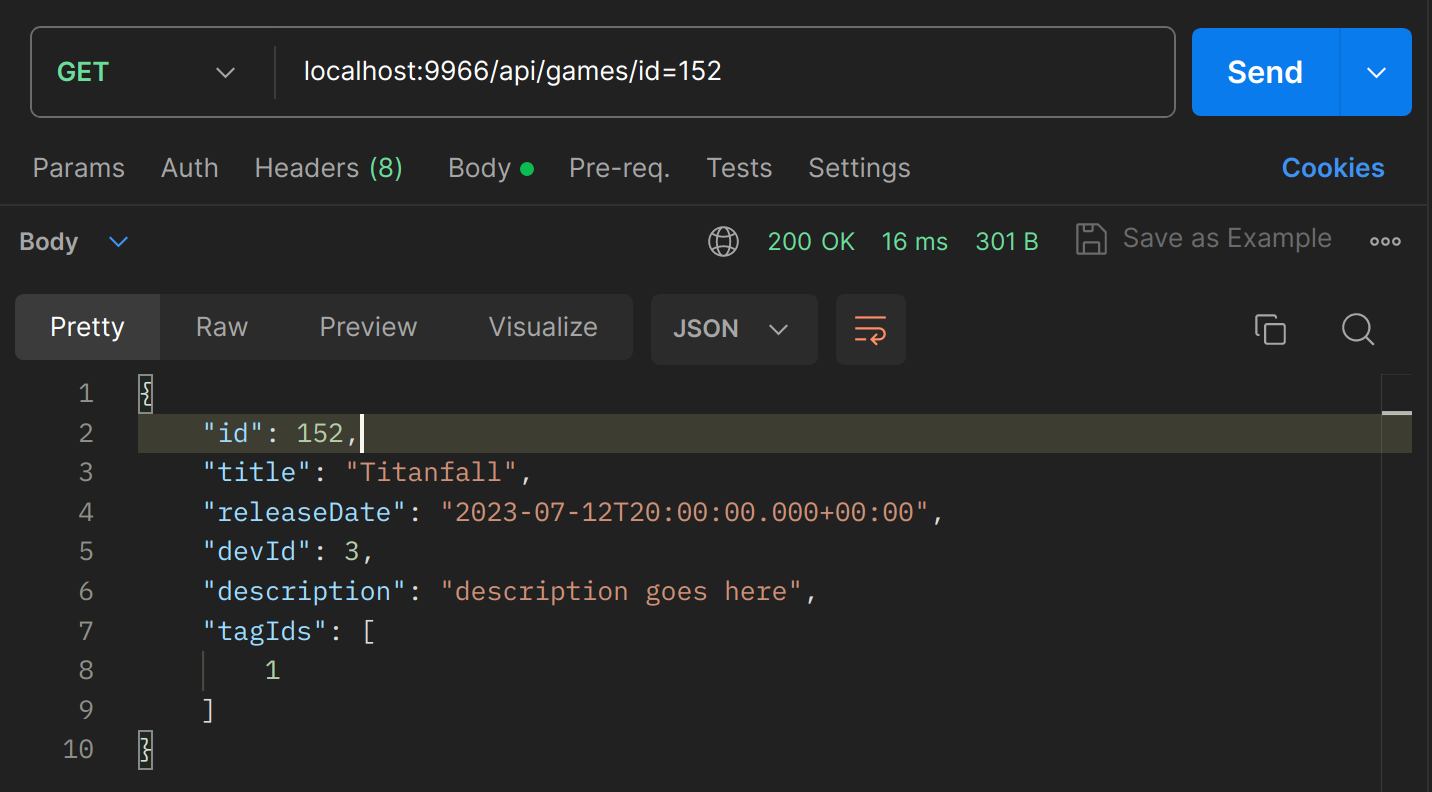 GET localhost:9966/api/games/id=152 Send
Params Auth Headers (8) Body Pre-req. Tests Settings Cookies
Body 200 OK 16 ms 301 B Save as Example
Pretty Raw Preview Visualize JSON
1 {
2 "id": 152,
3 "title": "Titanfall",
4 "releaseDate": "2023-07-12T20:00:00.000+00:00",
5 "devId": 3,
6 "description": "description goes here",
7 "tagIds": [
8 1
9 ]
10 }